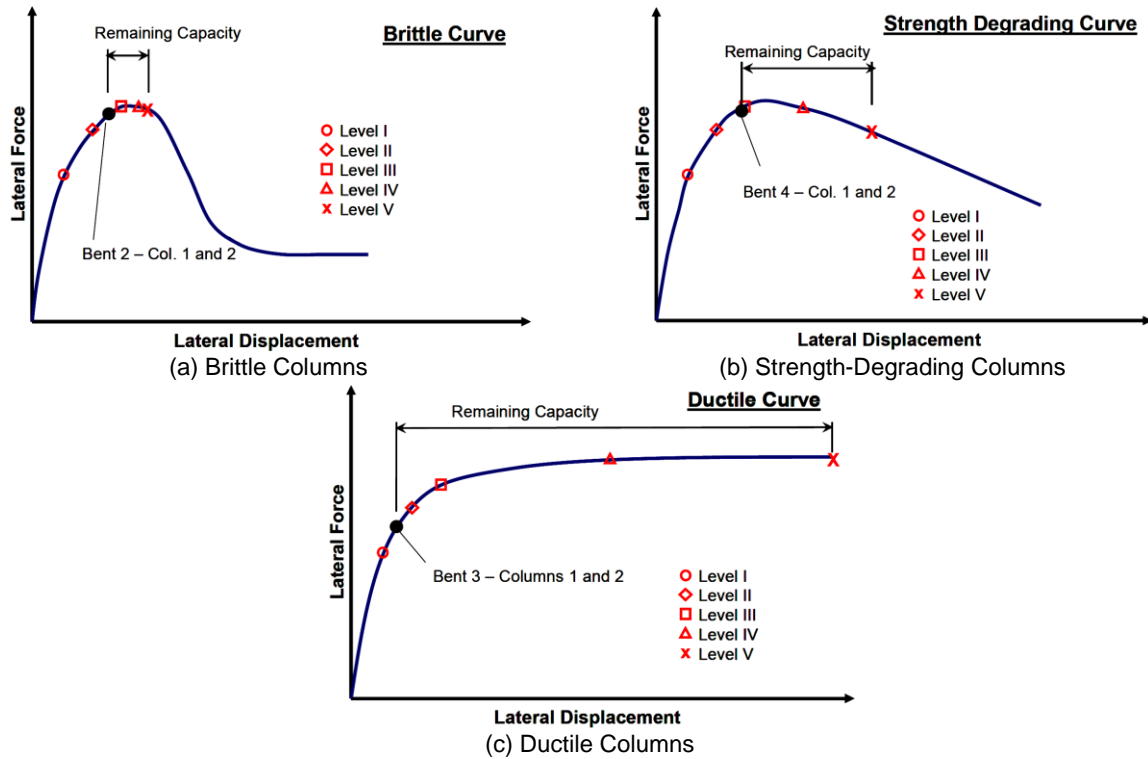 Remaining Capacity
Brittle Curve
Lateral Force
Level I
Level II
Level III
Level IV
Level V
Bent 2 – Col. 1 and 2
Lateral Displacement
(a) Brittle Columns
Strength Degrading Curve
Remaining Capacity
Lateral Force
Bent 4 – Col. 1 and 2
Level I
Level II
Level III
Level IV
Level V
Lateral Displacement
(b) Strength-Degrading Columns
Ductile Curve
Remaining Capacity
Lateral Force
Bent 3 – Columns 1 and 2
Level I
Level II
Level III
Level IV
Level V
Lateral Displacement
(c) Ductile Columns